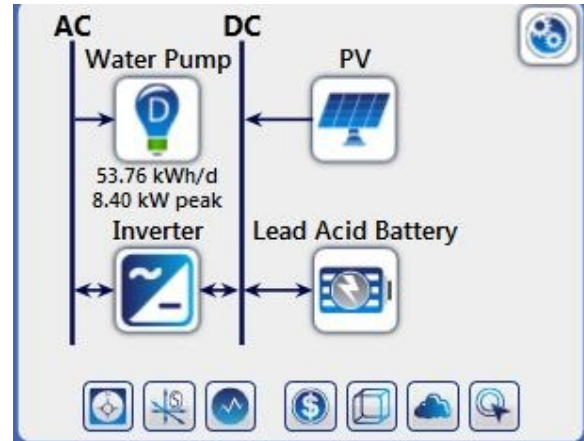 AC DC
Water Pump PV
D
53.76 kWh/d
8.40 kW peak
Inverter Lead Acid Battery
S
$